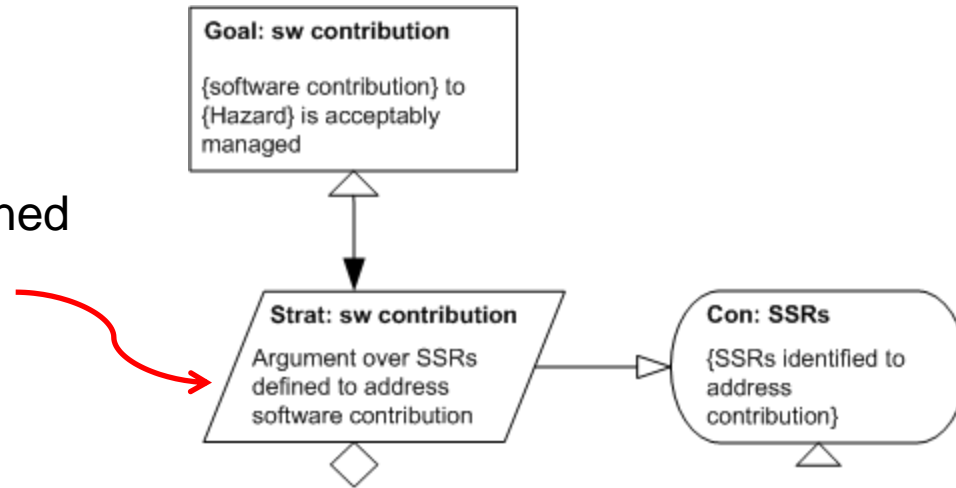 Goal: sw contribution
{software contribution} to
{Hazard} is acceptably
managed
Strat: sw contribution
Argument over SSRs
defined to address
software contribution
Con: SSRs
{SSRs identified to
address
contribution}